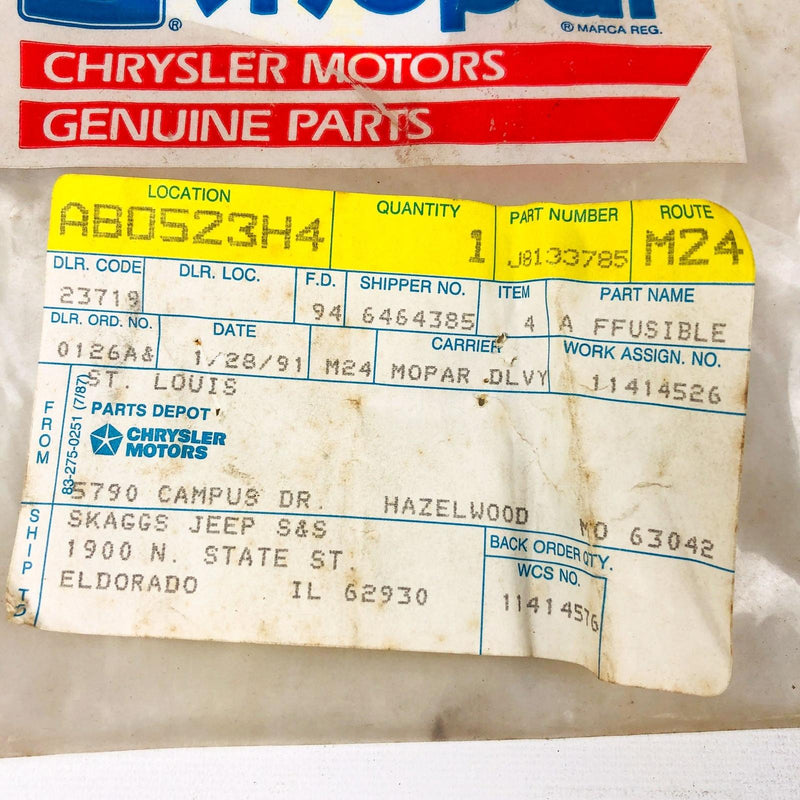 Mopar ®
® MARCA REG.
CHRYSLER MOTORS
GENUINE PARTS
LOCATION QUANTITY PART NUMBER ROUTE
AB0523H4 1 J8133785 M24
DLR. CODE DLR. LOC. F.D. SHIPPER NO. ITEM PART NAME
23719 94 6464385 4 A FFUSIBLE
DLR. ORD. NO. DATE CARRIER WORK ASSIGN. NO.
0126A& 1/28/91 M24 MOPAR DLVY 11414526
FROM
83-275-0251 (7/87)
ST. LOUIS
PARTS DEPOT
CHRYSLER
MOTORS
5790 CAMPUS DR. HAZELWOOD MO 63042
SHIP TO
SKAGGS JEEP S&S
1900 N. STATE ST
ELDORADO IL 62930
BACK ORDER QTY.
WCS NO.
11414576